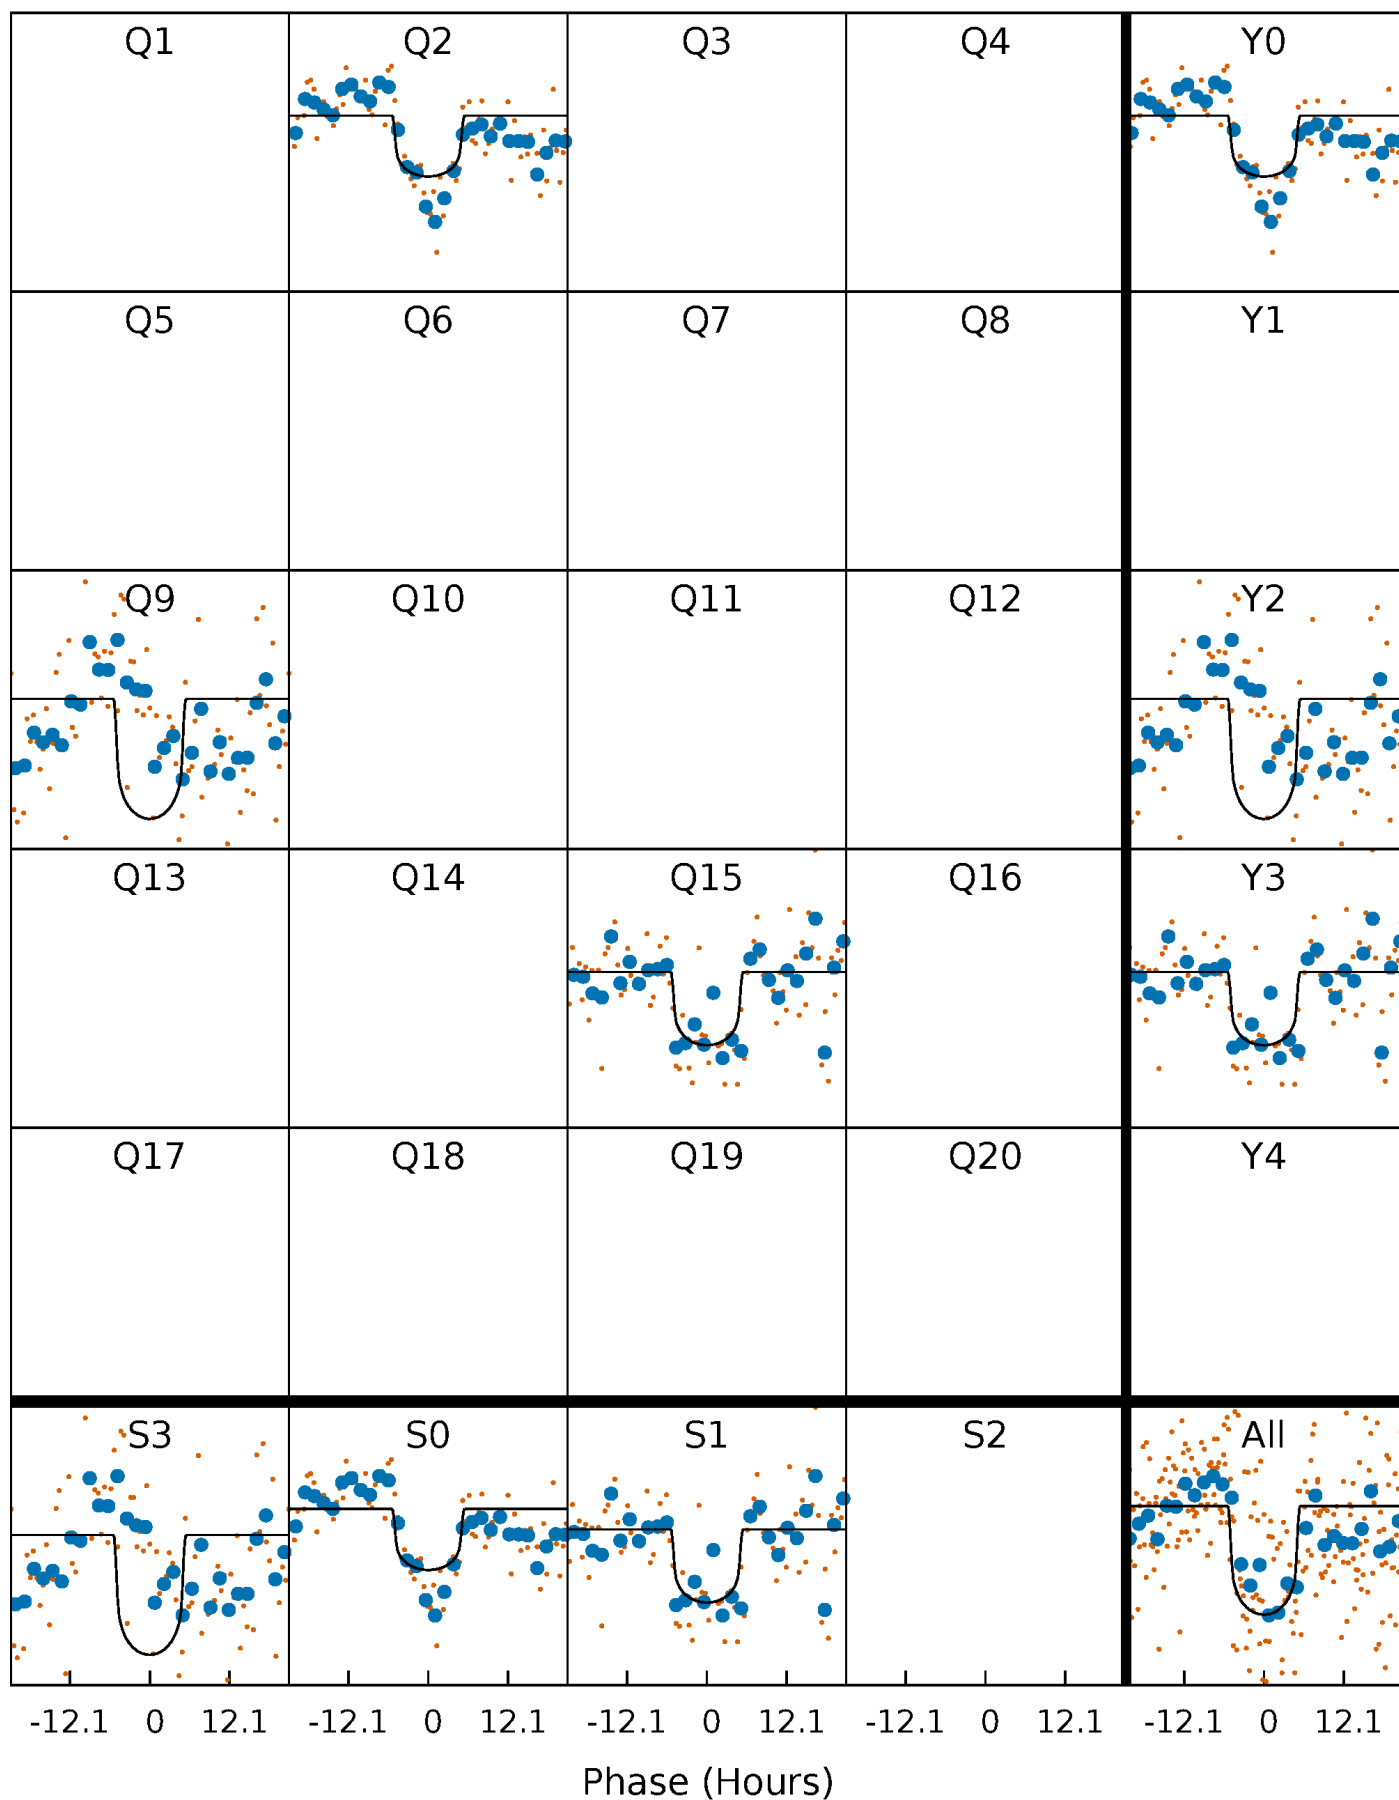 Q1 Q2 Q3 Q4 Y0
Q5 Q6 Q7 Q8 Y1
Q9 Q10 Q11 Q12 Y2
Q13 Q14 Q15 Q16 Y3
Q17 Q18 Q19 Q20 Y4
S3 S0 S1 S2 All
-12.1 0 12.1 -12.1 0 12.1 -12.1 0 12.1 -12.1 0 12.1 -12.1 0 12.1
Phase (Hours)